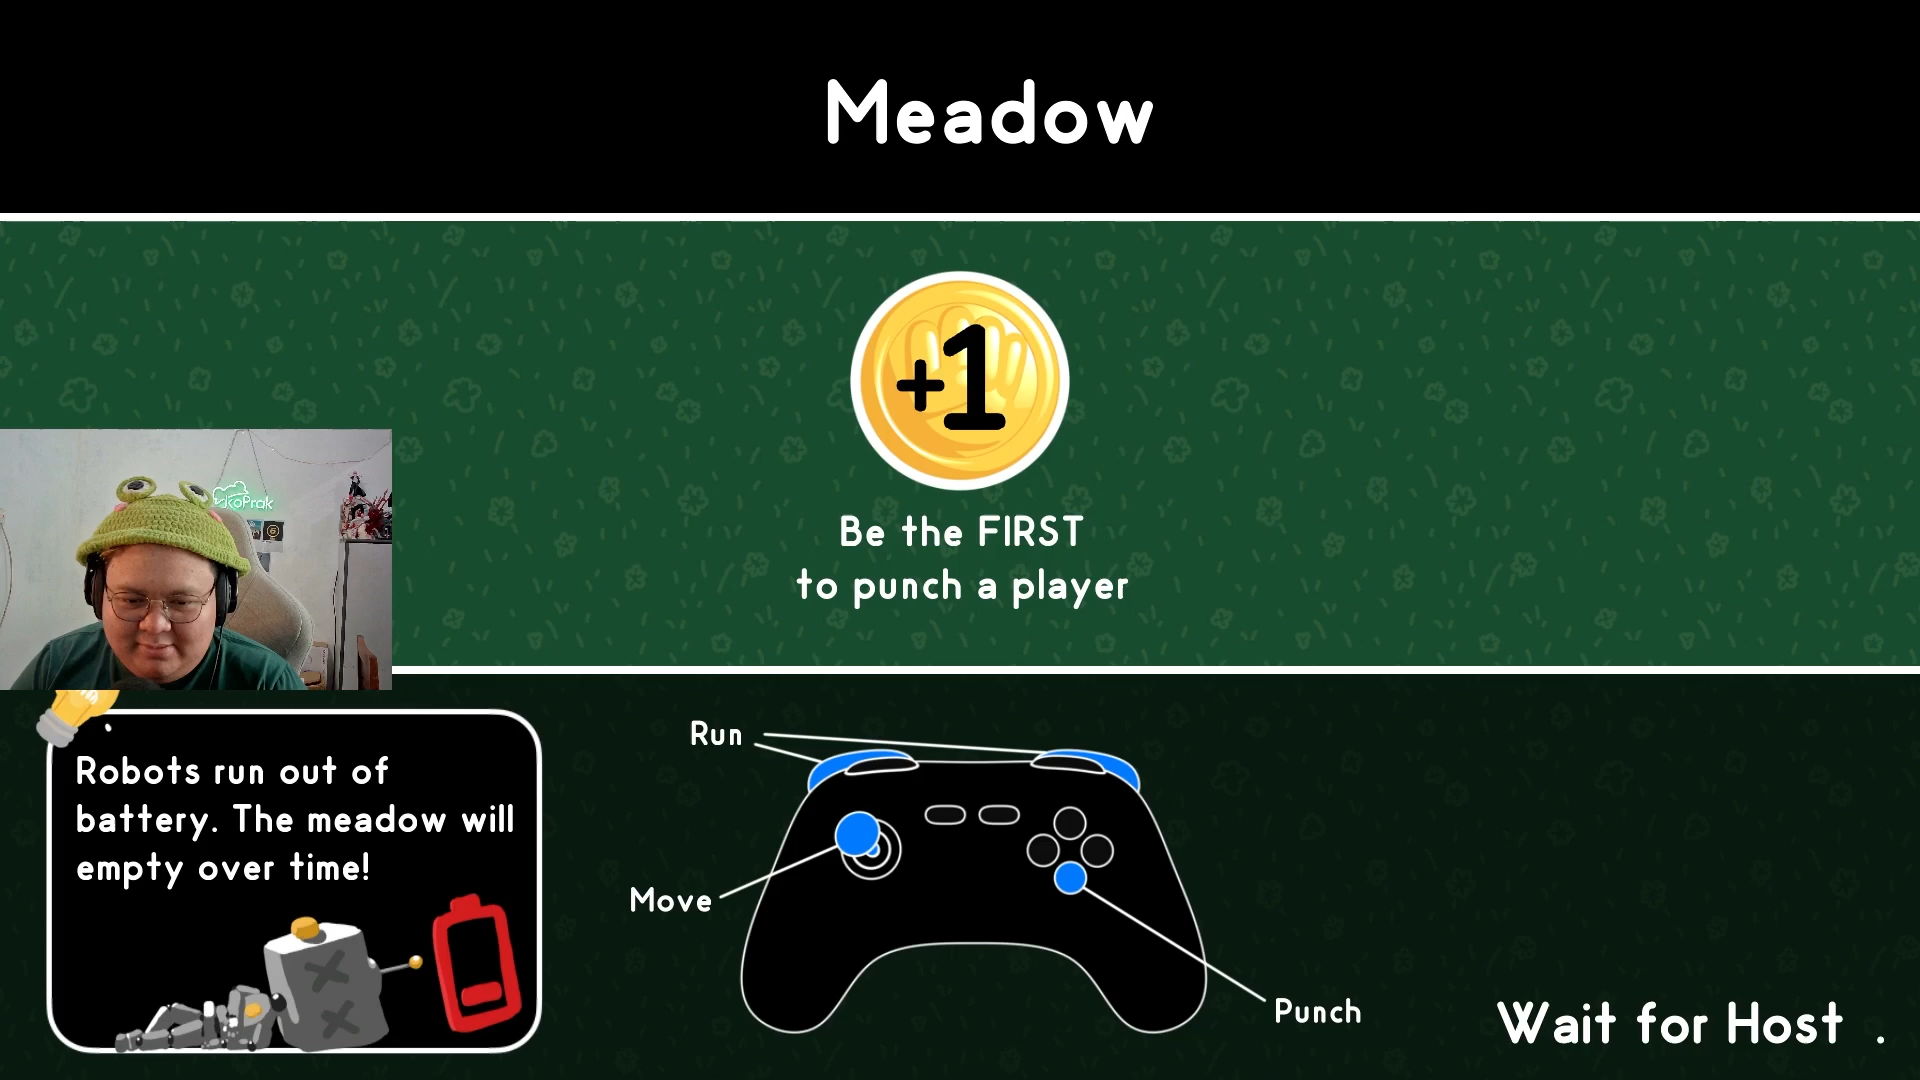 Meadow
+1
Be the FIRST
to punch a player
KoPrak
Robots run out of
battery. The meadow will
empty over time!
Run
Move
Punch
Wait for Host .